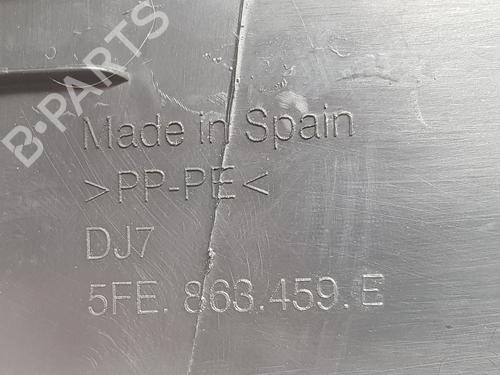 B-PARTS
Made in Spain
>PP-PE<
DJ7
5FE. 863.459. E